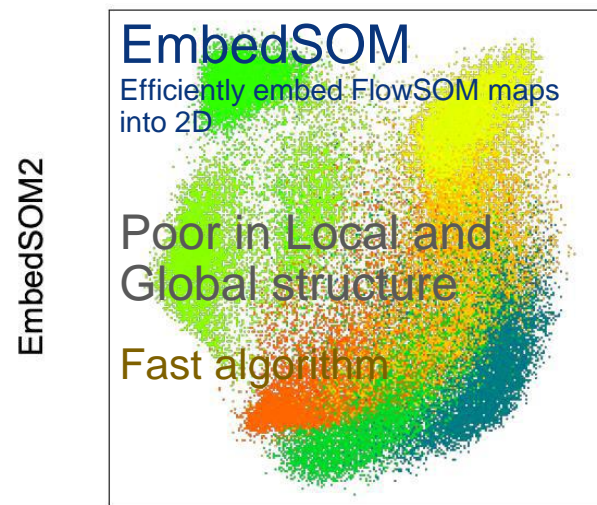 EmbedSOM
Efficiently embed FlowSOM maps
into 2D
EmbedSOM2
Poor in Local and
Global structure
Fast algorithm